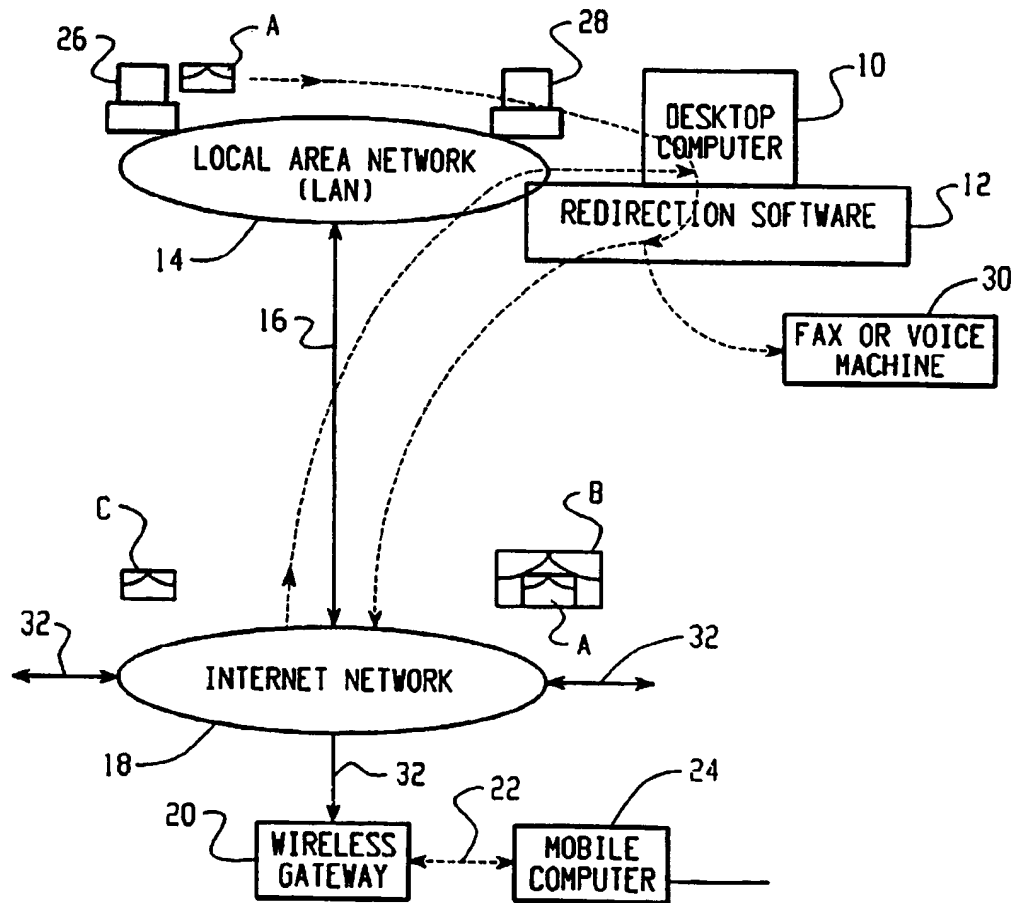 26
A
28
10
DESKTOP
COMPUTER
LOCAL AREA NETWORK
(LAN)
12
REDIRECTION SOFTWARE
14
16
30
FAX OR VOICE
MACHINE
C
B
A
32
32
INTERNET NETWORK
18
32
20
22
24
WIRELESS
GATEWAY
MOBILE
COMPUTER